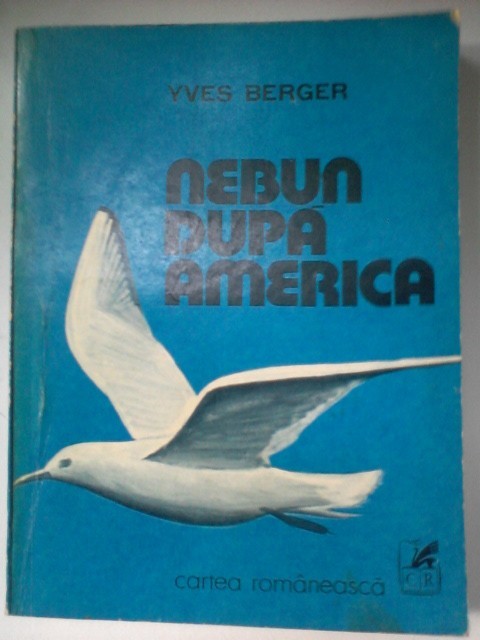 YVES BERGER
NEBUN
DUPĂ
AMERICA
cartea românească
CR